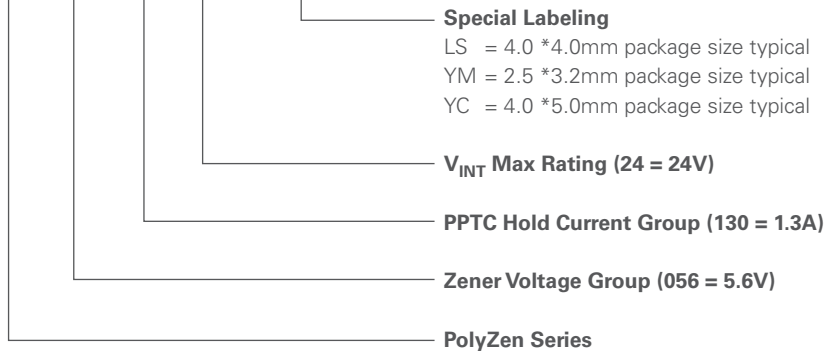 Special Labeling
LS = 4.0 *4.0mm package size typical
YM = 2.5 *3.2mm package size typical
YC = 4.0 *5.0mm package size typical
VINT Max Rating (24 = 24V)
PPTC Hold Current Group (130 = 1.3A)
Zener Voltage Group (056 = 5.6V)
PolyZen Series